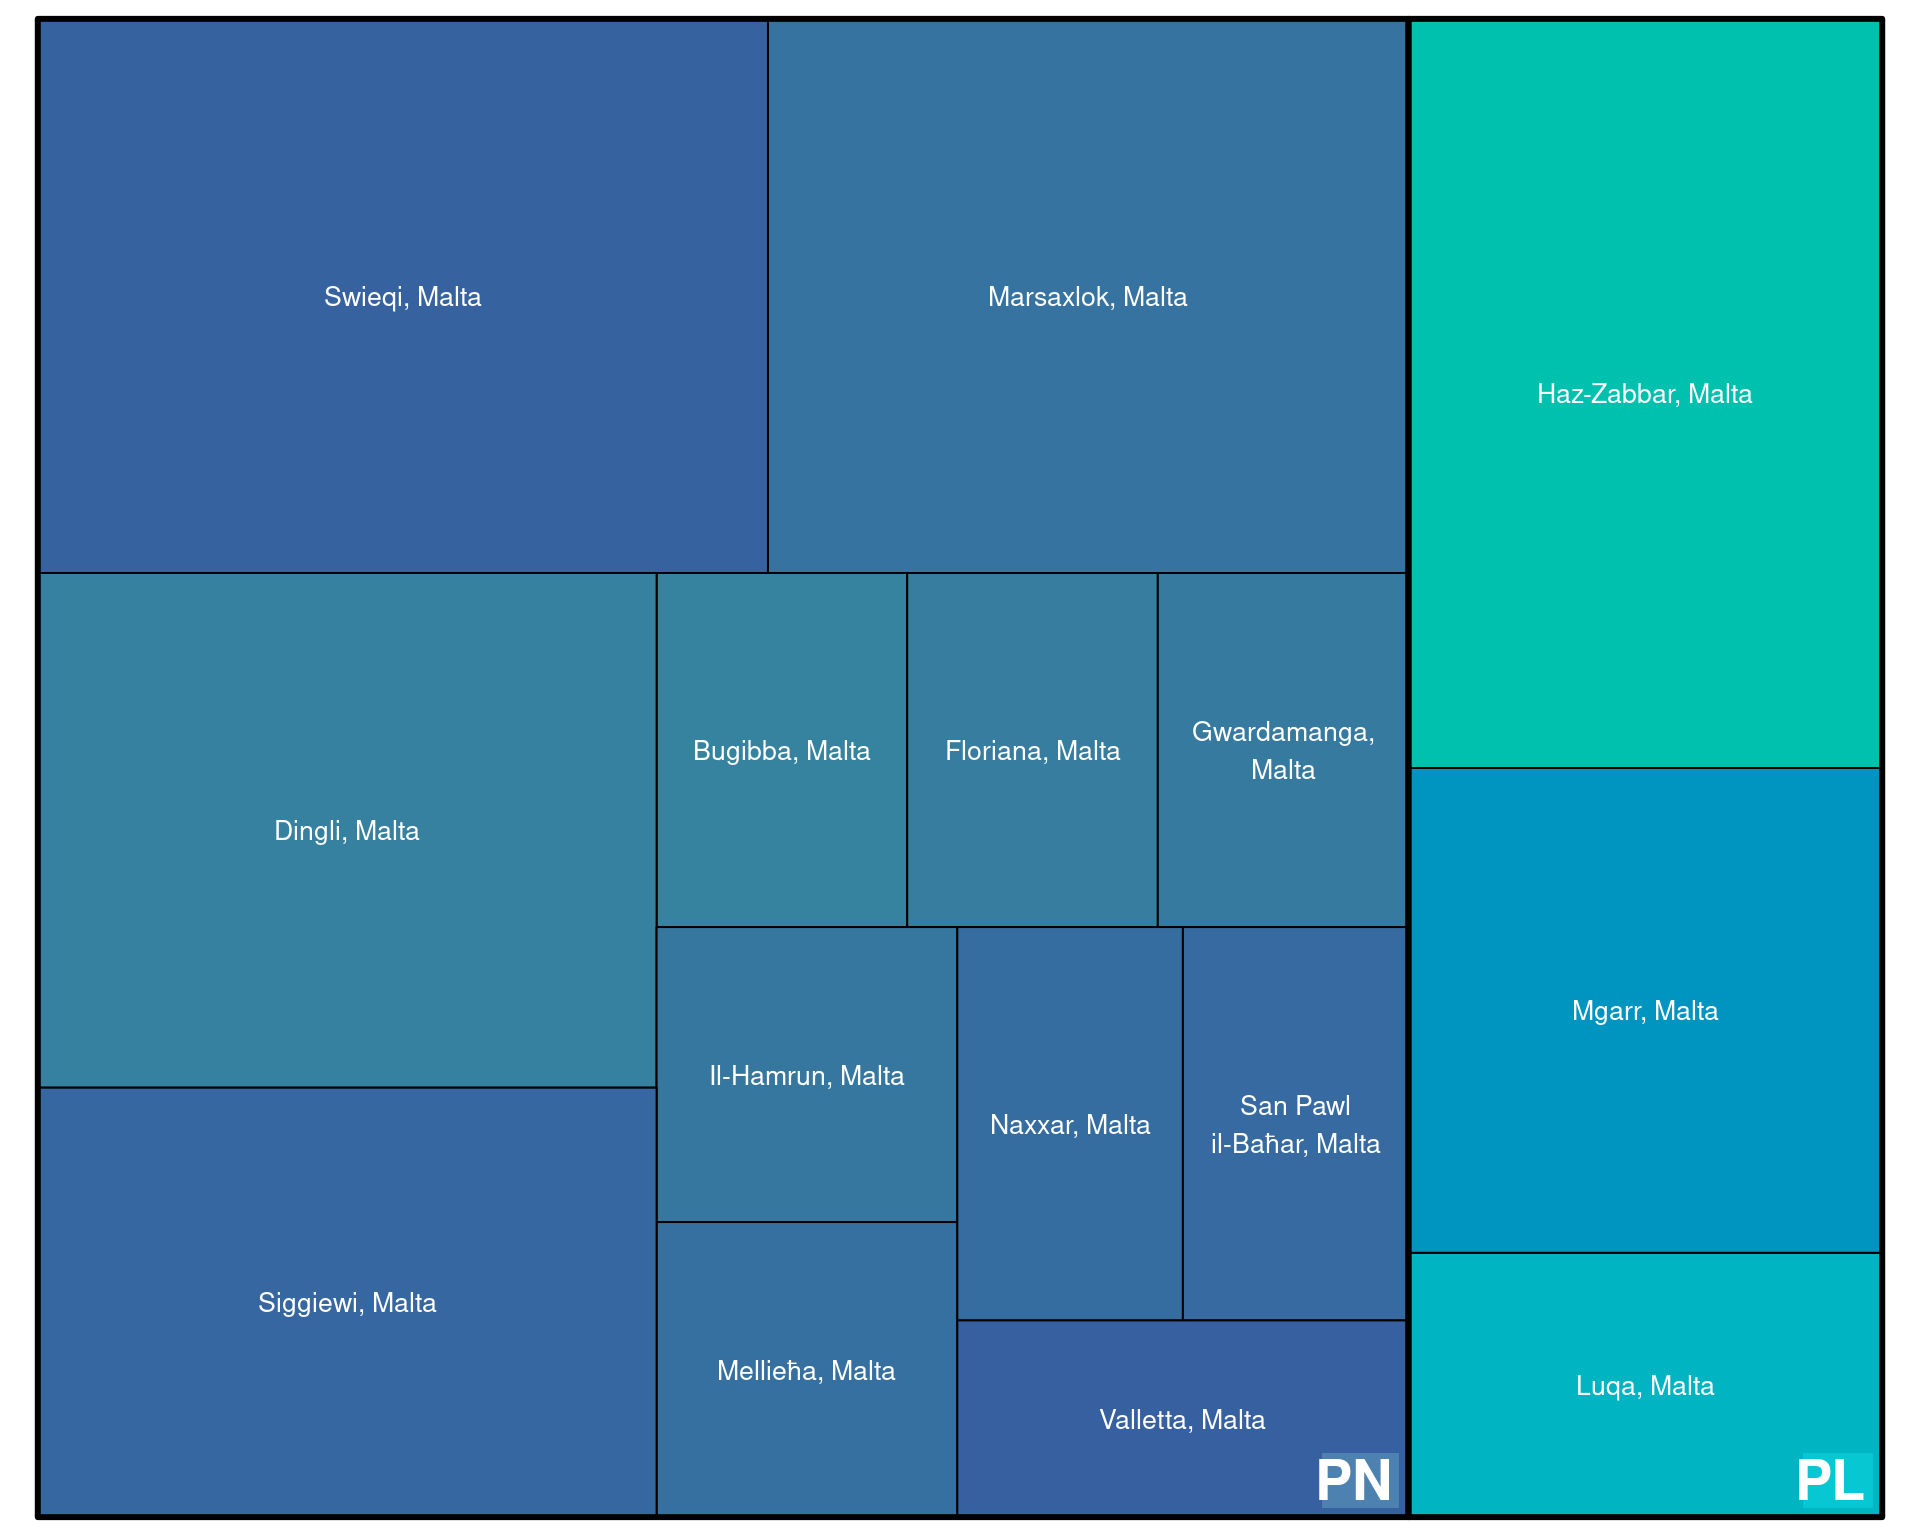 Swieqi, Malta
Marsaxlok, Malta
Haz-Zabbar, Malta
Dingli, Malta
Bugibba, Malta
Floriana, Malta
Gwardamanga,
Malta
Mgarr, Malta
Il-Hamrun, Malta
Naxxar, Malta
San Pawl
il-Baħar, Malta
Siggiewi, Malta
Mellieħa, Malta
Valletta, Malta
Luqa, Malta
PN
PL